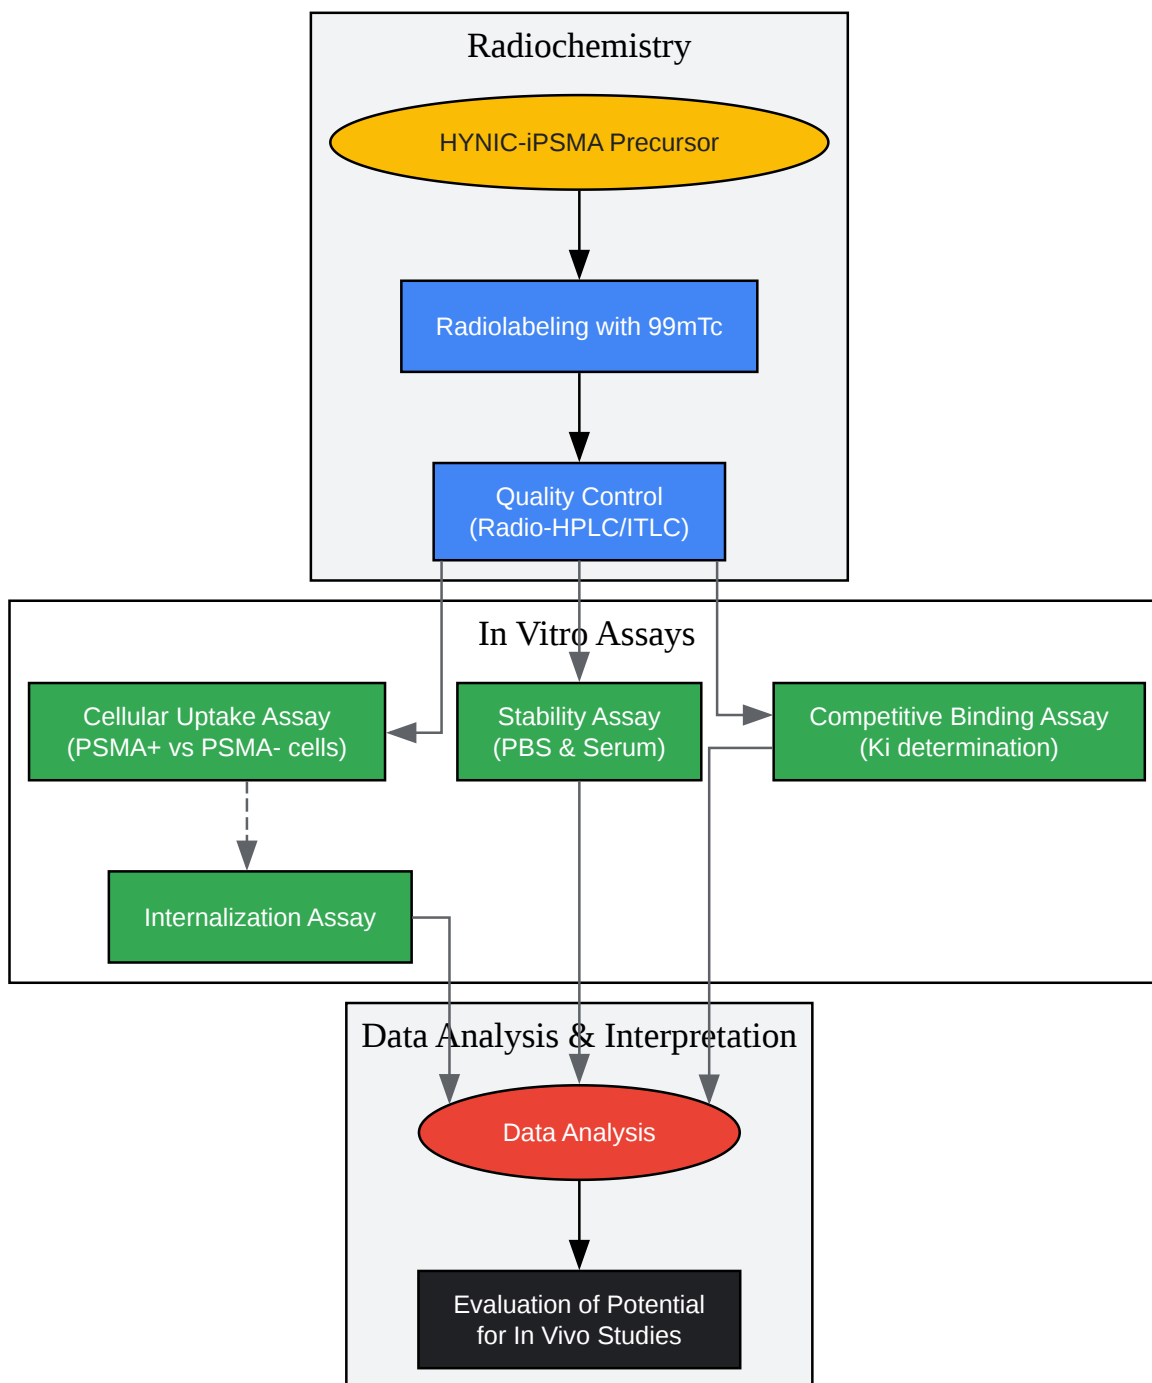 Radiochemistry
HYNIC-iPSMA Precursor
Radiolabeling with 99mTc
Quality Control
(Radio-HPLC/ITLC)
In Vitro Assays
Cellular Uptake Assay
(PSMA+ vs PSMA- cells)
Stability Assay
(PBS & Serum)
Competitive Binding Assay
(Ki determination)
Internalization Assay
Data Analysis & Interpretation
Data Analysis
Evaluation of Potential
for In Vivo Studies